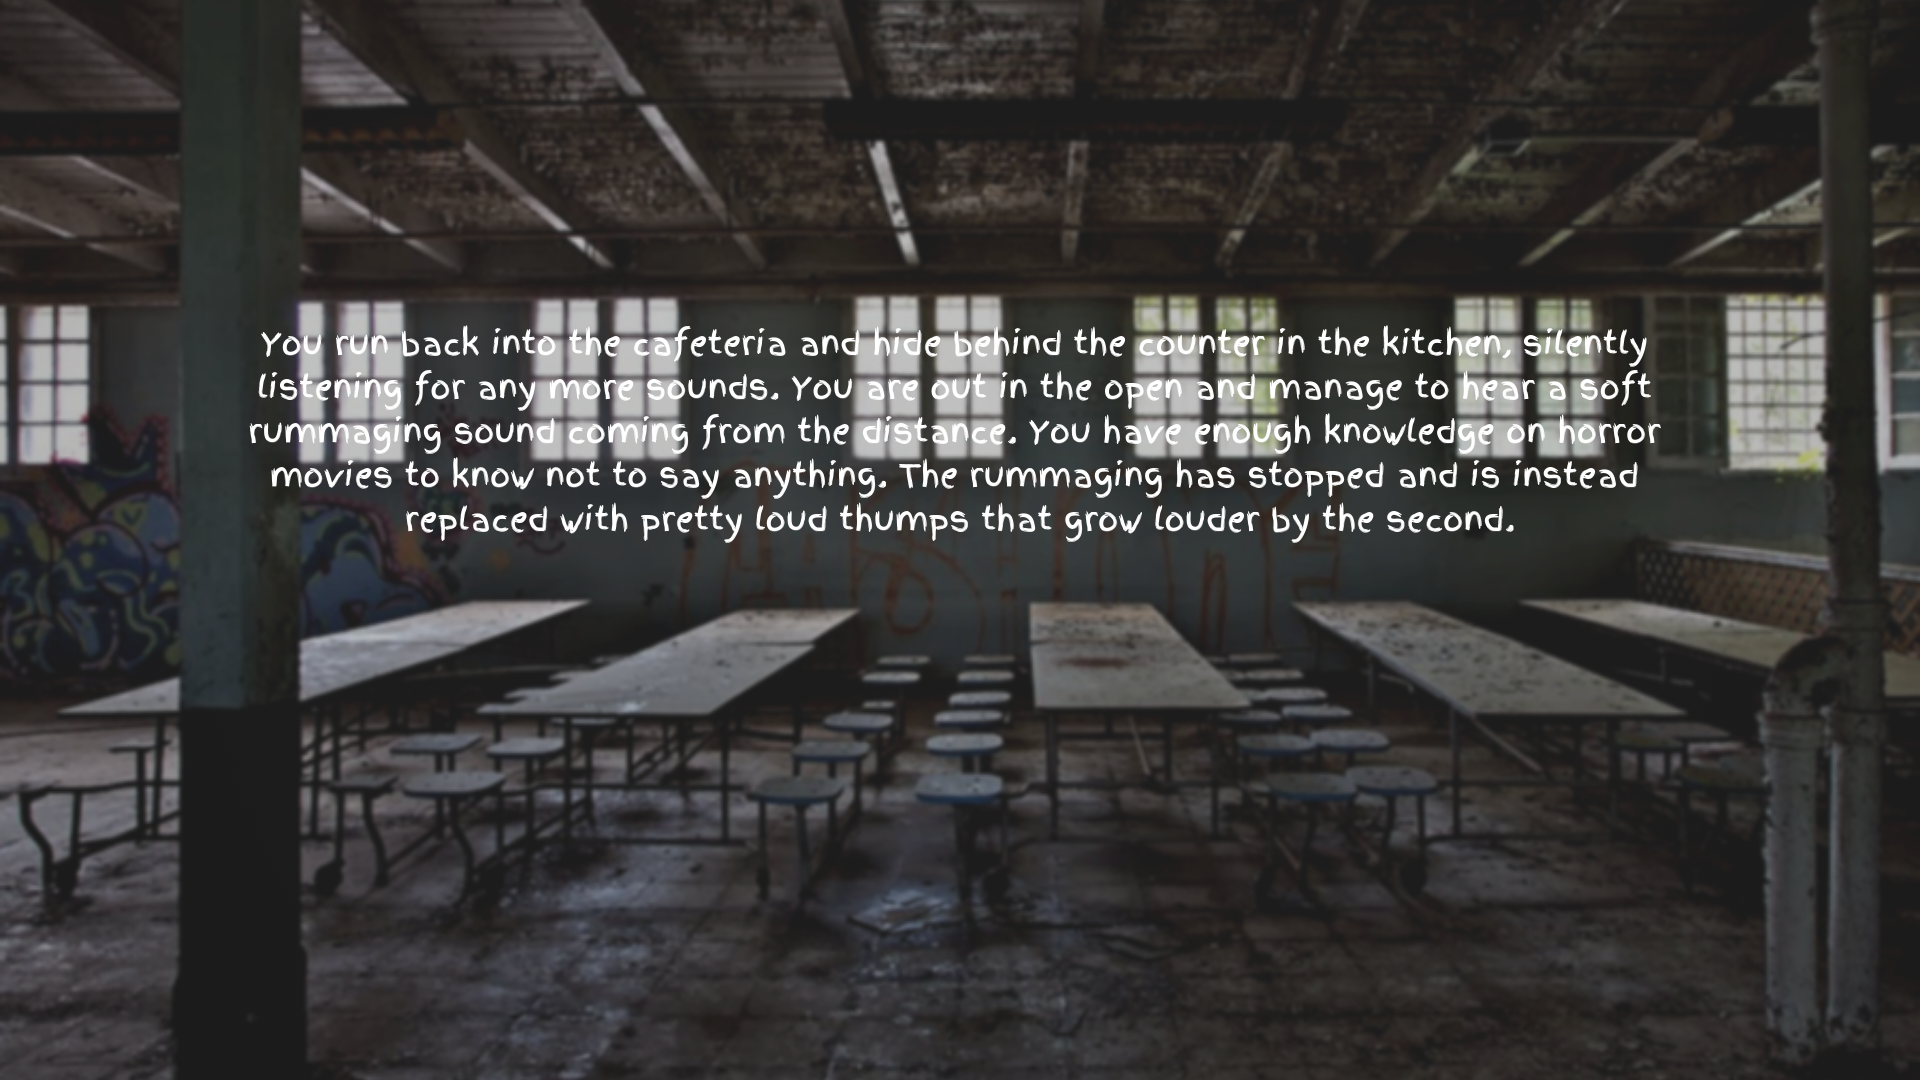 You run back into the cafeteria and hide behind the counter in the kitchen, silently
listening for any more sounds. You are out in the open and manage to hear a soft
rummaging sound coming from the distance. You have enough knowledge on horror
movies to know not to say anything. The rummaging has stopped and is instead
replaced with pretty loud thumps that grow louder by the second.